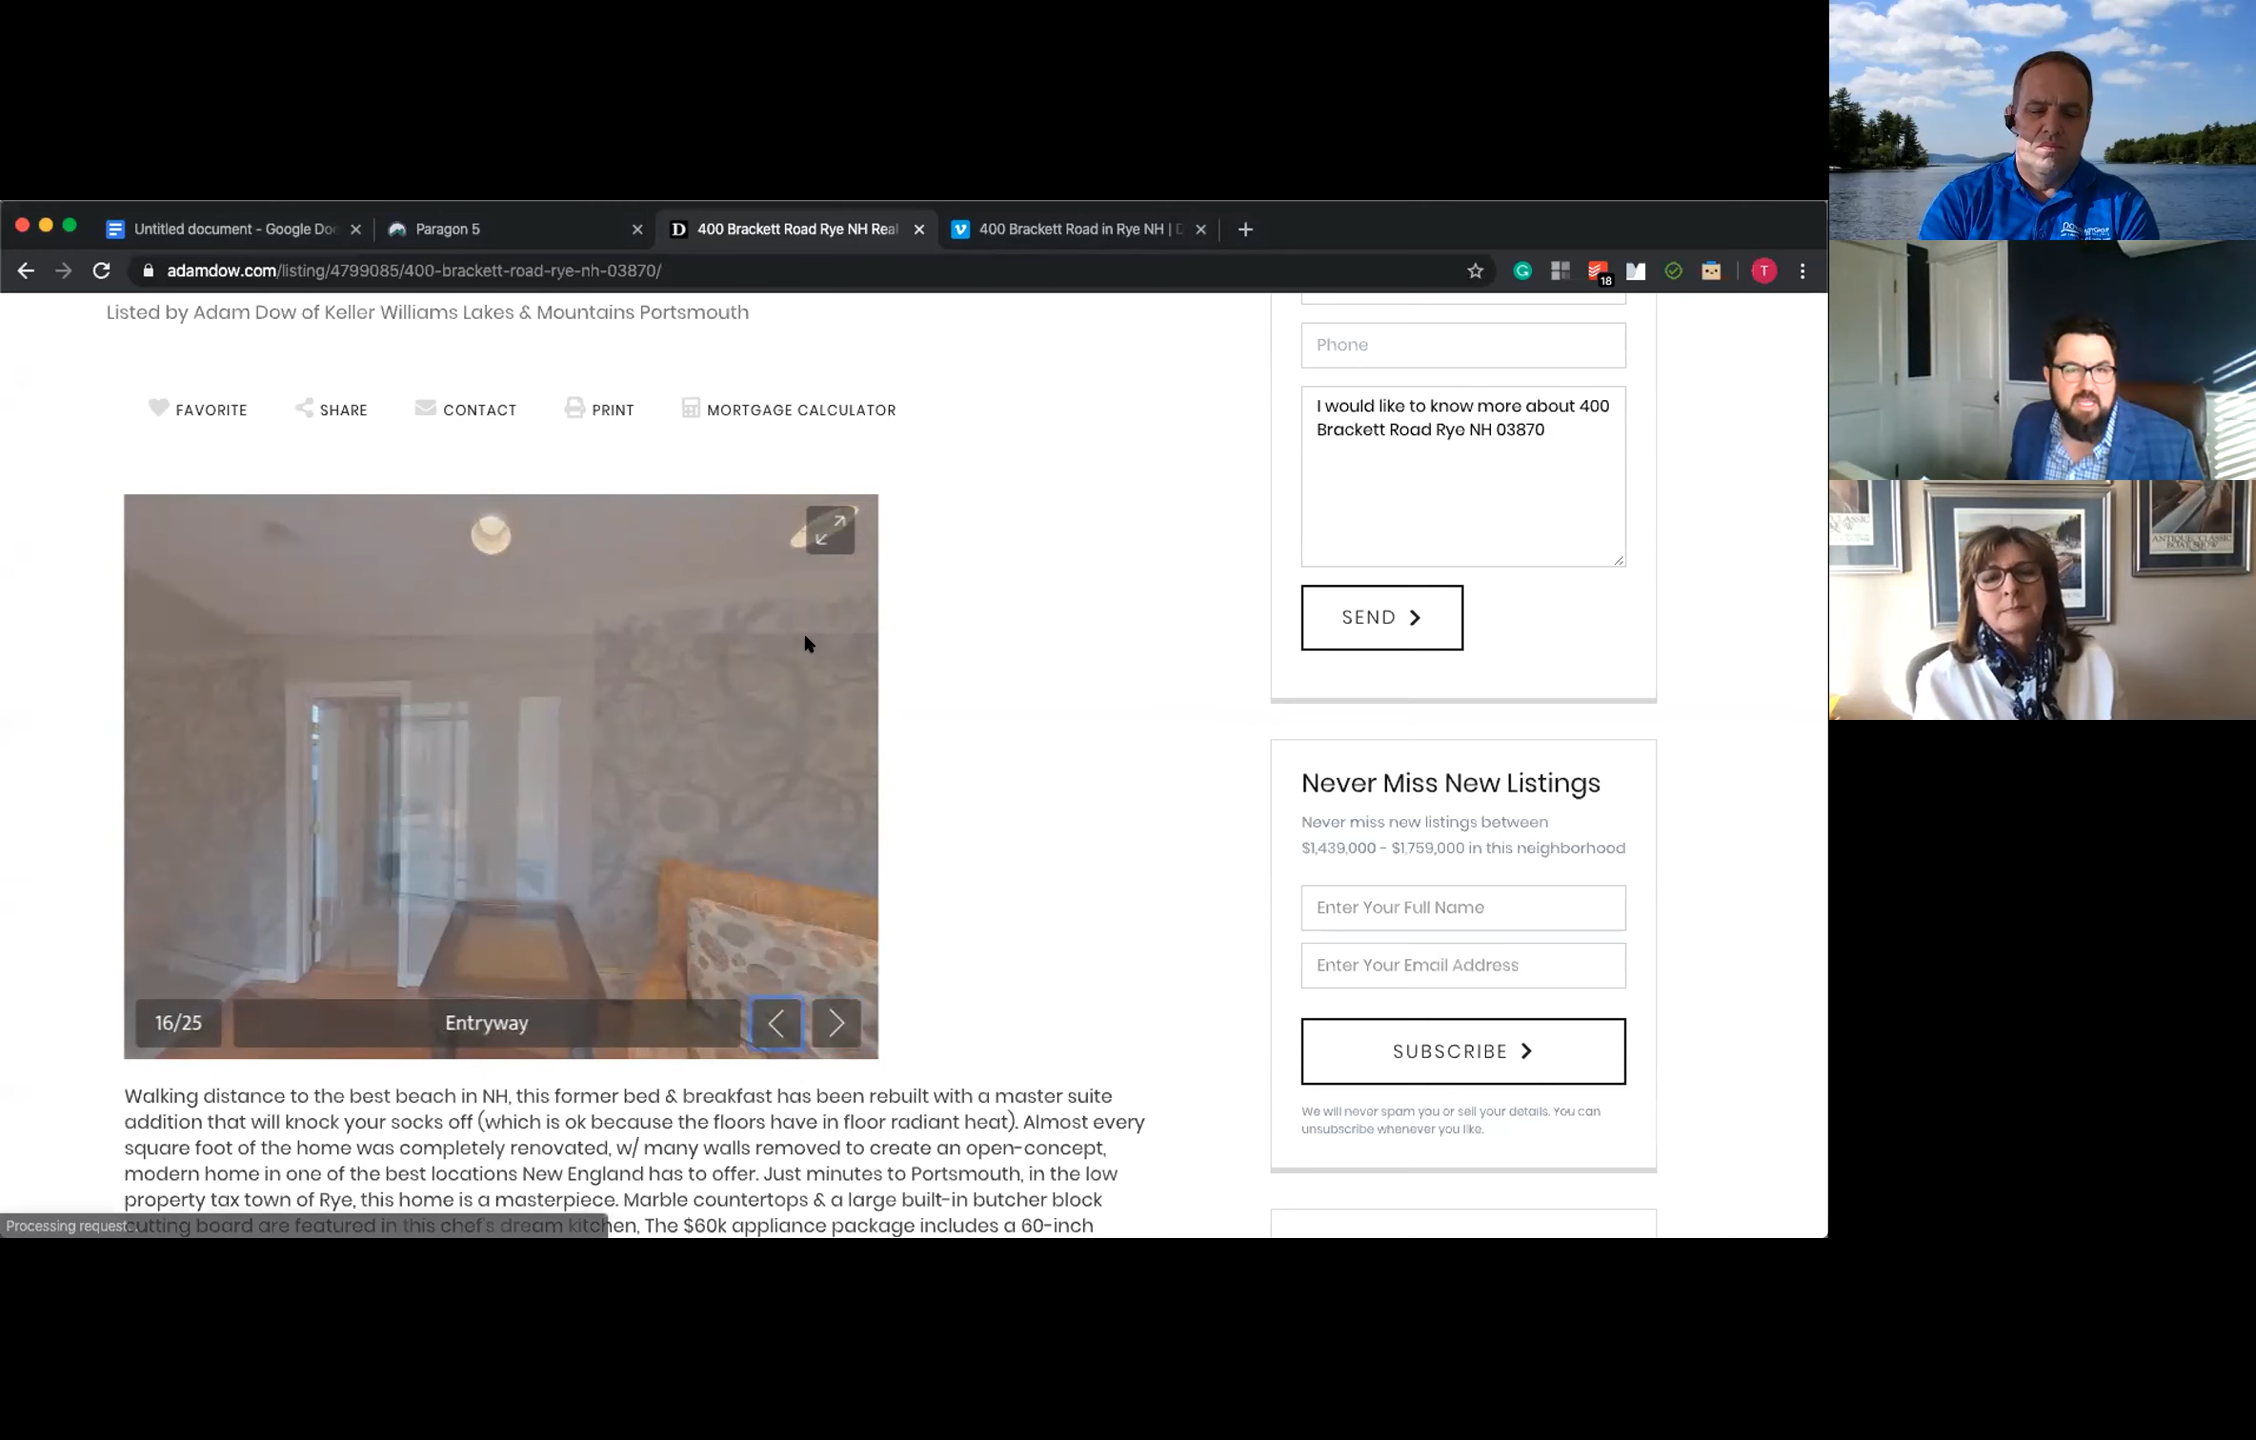 Untitled document - Google Do
Paragon 5
400 Brackett Road Rye NH Real
400 Brackett Road in Rye NH |
adamdow.com/listing/4799085/400-brackett-road-rye-nh-03870/
18
T
Listed by Adam Dow of Keller Williams Lakes & Mountains Portsmouth
FAVORITE
SHARE
CONTACT
PRINT
MORTGAGE CALCULATOR
16/25
Entryway
Walking distance to the best beach in NH, this former bed & breakfast has been rebuilt with a master suite
addition that will knock your socks off (which is ok because the floors have in floor radiant heat). Almost every
square foot of the home was completely renovated, w/ many walls removed to create an open-concept,
modern home in one of the best locations New England has to offer. Just minutes to Portsmouth, in the low
property tax town of Rye, this home is a masterpiece. Marble countertops & a large built-in butcher block
cutting board are featured in this chef's dream kitchen, The $60k appliance package includes a 60-inch
Processing request...
Phone
I would like to know more about 400
Brackett Road Rye NH 03870
SEND
Never Miss New Listings
Never miss new listings between
$1,439,000 - $1,759,000 in this neighborhood
Enter Your Full Name
Enter Your Email Address
SUBSCRIBE
We will never spam you or sell your details. You can
unsubscribe whenever you like.
ANTIQUE & CLASSIC
BOAT SHOW